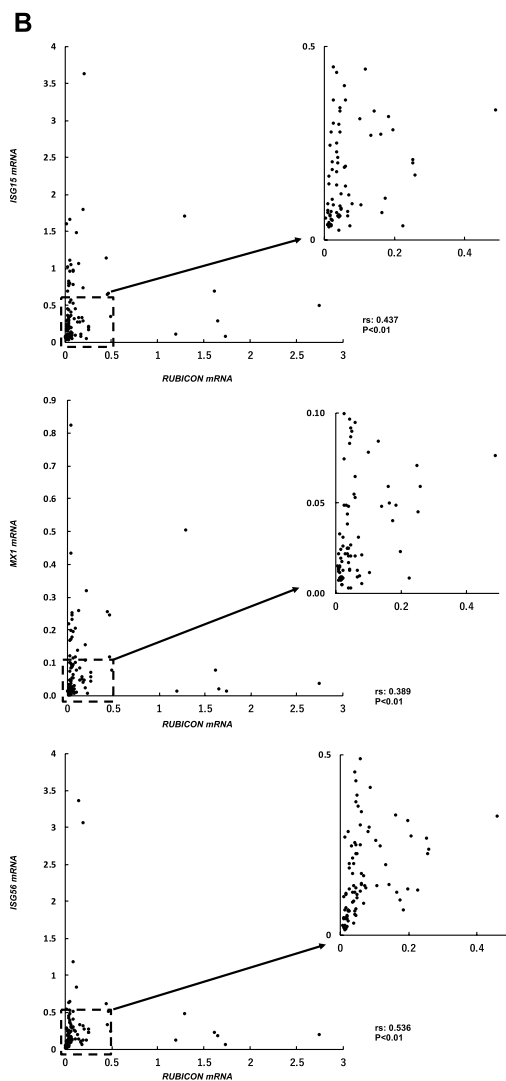 B
4
3.5
3
2.5
2
1.5
1
0.5
0
0 0.5 1 1.5 2 2.5 3
ISG15 mRNA
RUBICON mRNA
0.5
0
0 0.2 0.4
rs: 0.437
P<0.01
0.9
0.8
0.7
0.6
0.5
0.4
0.3
0.2
0.1
0.0
0 0.5 1 1.5 2 2.5 3
MX1 mRNA
RUBICON mRNA
0.10
0.05
0.00
0 0.2 0.4
rs: 0.389
P<0.01
4
3.5
3
2.5
2
1.5
1
0.5
0
0 0.5 1 1.5 2 2.5 3
ISG56 mRNA
RUBICON mRNA
0.5
0
0 0.2 0.4
rs: 0.536
P<0.01